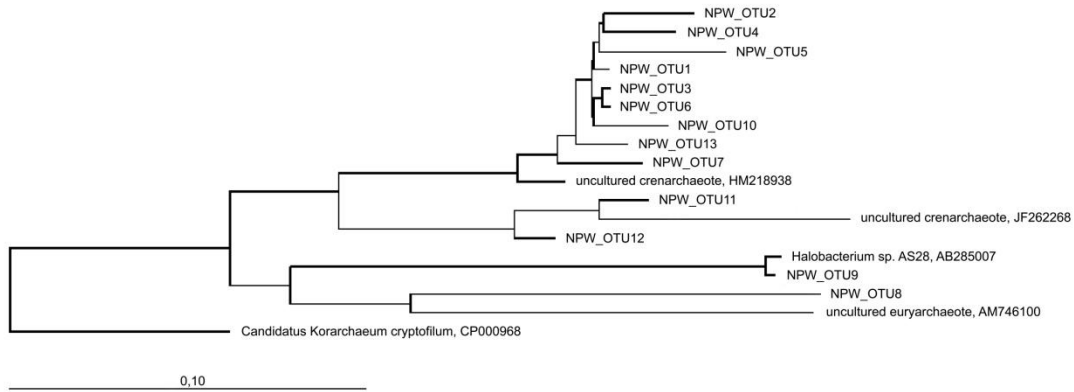 NPW_OTU2
NPW_OTU4
NPW_OTU5
NPW_OTU1
NPW_OTU3
NPW_OTU6
NPW_OTU10
NPW_OTU13
NPW_OTU7
uncultured crenarchaeote, HM218938
NPW_OTU11
uncultured crenarchaeote, JF262268
NPW_OTU12
Halobacterium sp. AS28, AB285007
NPW_OTU9
NPW_OTU8
uncultured euryarchaeote, AM746100
Candidatus Korarchaeum cryptofilum, CP000968
0,10